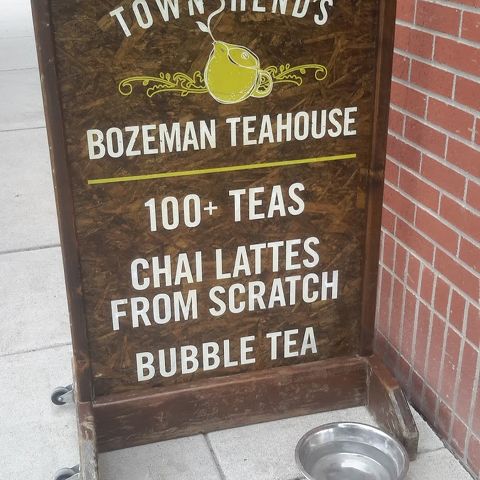 TOWNSHEND'S
BOZEMAN TEAHOUSE
100+ TEAS
CHAI LATTES
FROM SCRATCH
BUBBLE TEA